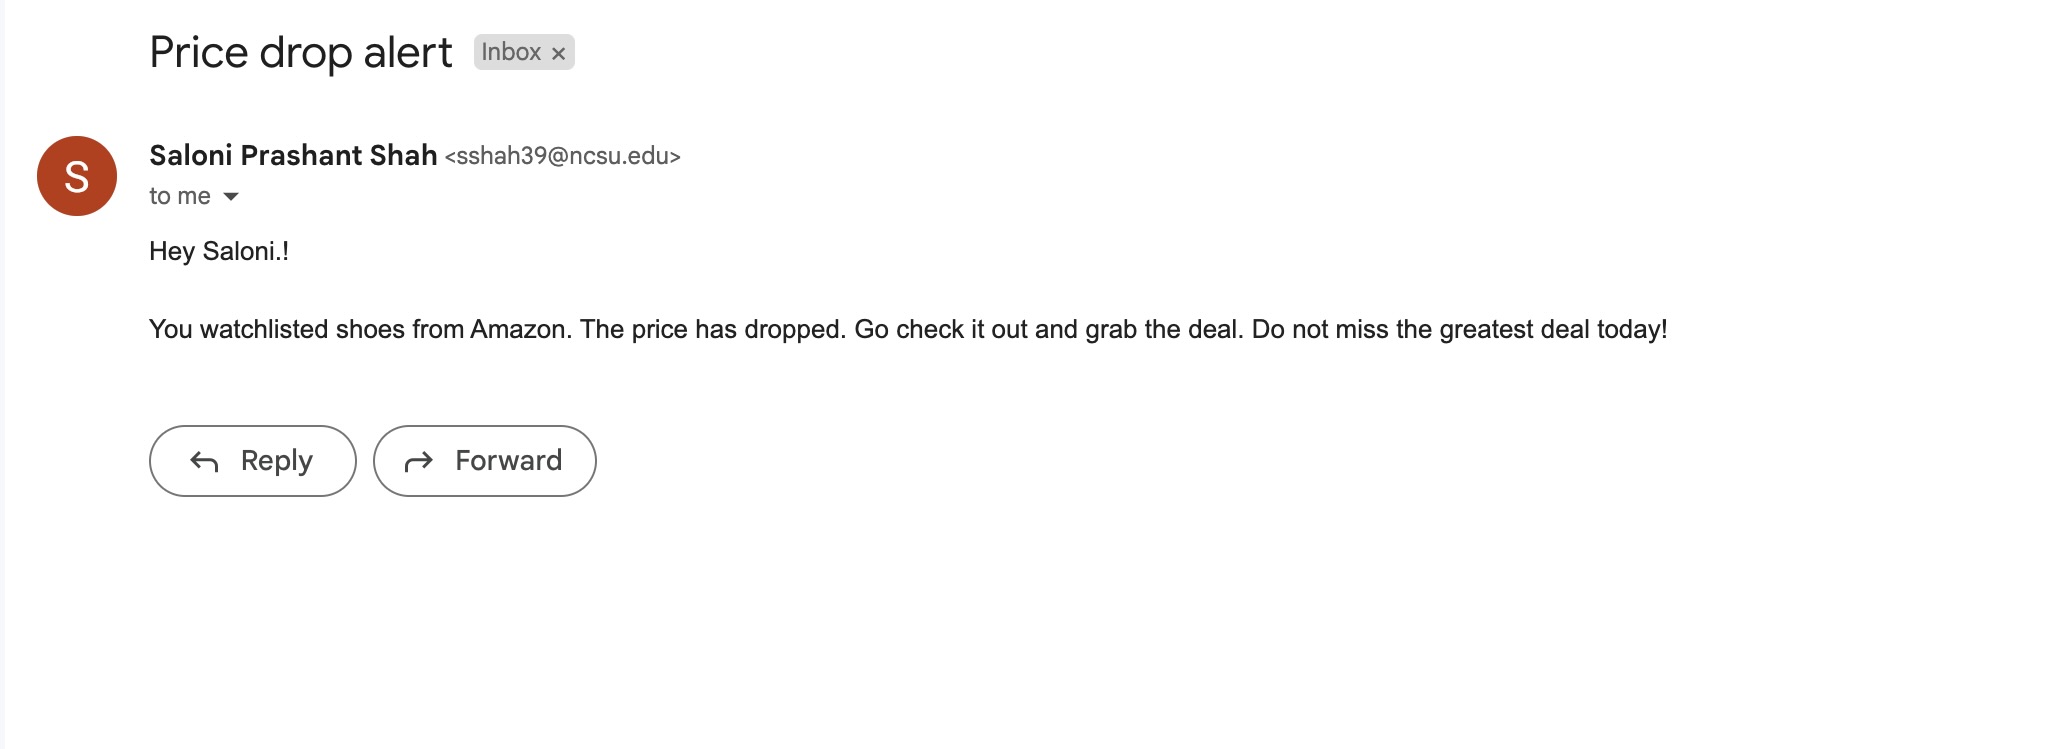 Price drop alert Inbox ×
S
Saloni Prashant Shah <sshah39@ncsu.edu>
to me
Hey Saloni.!
You watchlisted shoes from Amazon. The price has dropped. Go check it out and grab the deal. Do not miss the greatest deal today!
Reply Forward